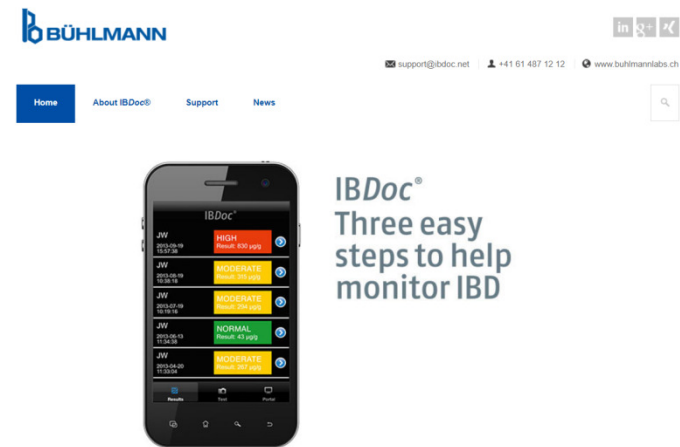 BÜHLMANN
in g+
support@ibdoc.net +41 61 487 12 12 www.buhlmannlabs.ch
Home About IBDoc® Support News
IBDoc®
Three easy
steps to help
monitor IBD
IBDoc®
JW
2013-09-19
15:57:38
HIGH
Result: 830 µg/g
JW
2013-08-19
10:38:18
MODERATE
Result: 305 µg/g
JW
2013-07-19
10:19:16
MODERATE
Result: 294 µg/g
JW
2013-06-13
11:34:58
NORMAL
Result: 43 µg/g
JW
2013-04-20
11:33:04
MODERATE
Result: 267 µg/g
Results Test Portal